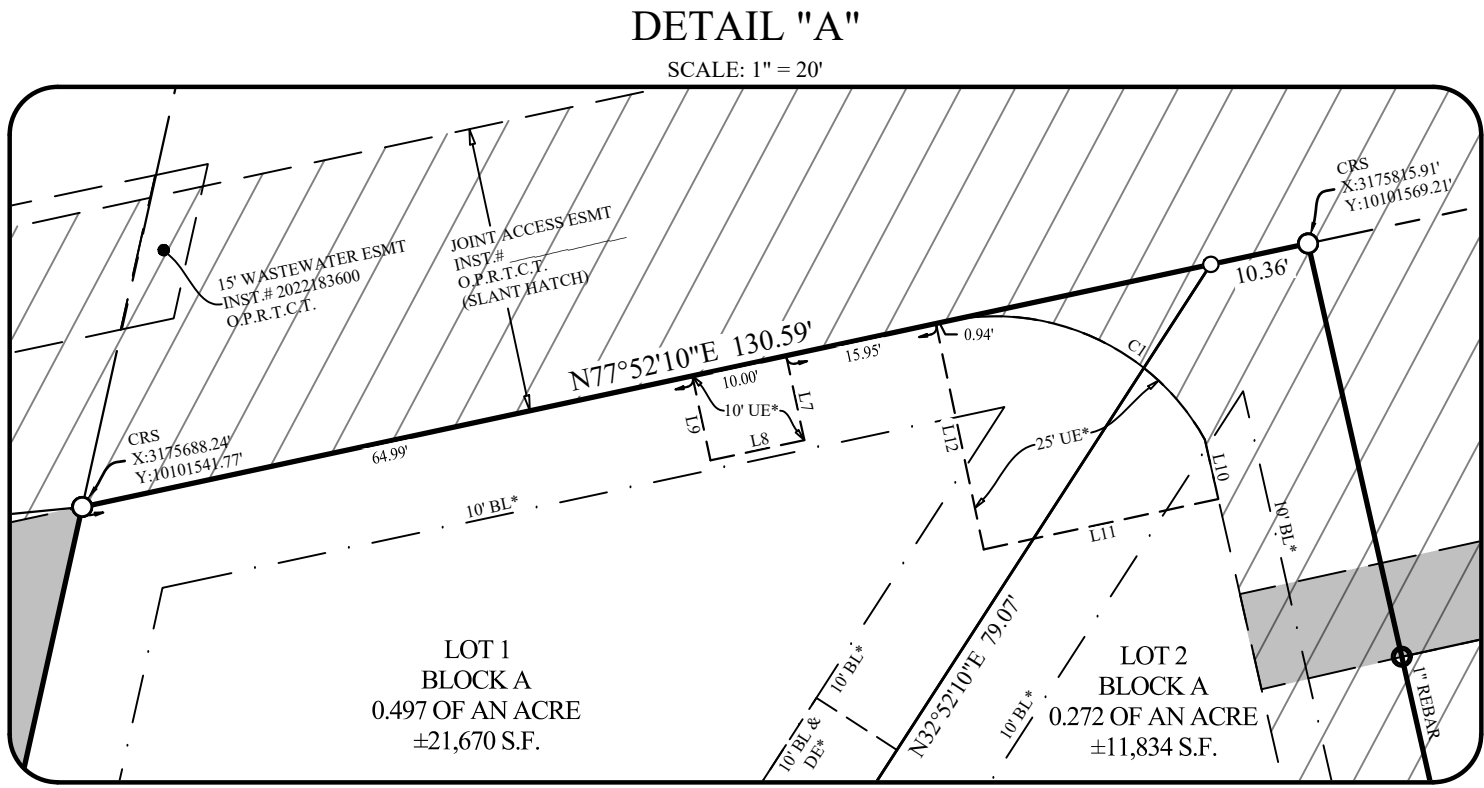 DETAIL "A"
SCALE: 1" = 20'
CRS
X:3175815.91'
Y:10101569.21'
15' WASTEWATER ESMT
INST.# 2022183600
O.P.R.T.C.T.
JOINT ACCESS ESMT
INST.# ____________
O.P.R.T.C.T.
(SLANT HATCH)
10.36'
N77°52'10"E 130.59'
0.94'
15.95'
10.00'
C1
L7
10' UE*
L9
L8
L12
25' UE*
L10
CRS
X:3175688.24'
Y:10101541.77'
64.99'
10' BL*
L11
10' BL*
LOT 1
BLOCK A
0.497 OF AN ACRE
±21,670 S.F.
10' BL*
10' BL &
DE*
N32°52'10"E 79.07'
10' BL*
LOT 2
BLOCK A
0.272 OF AN ACRE
±11,834 S.F.
1" REBAR